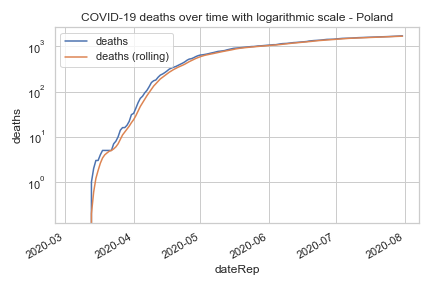 COVID-19 deaths over time with logarithmic scale - Poland
deaths
deaths (rolling)
10³
10²
10¹
10⁰
deaths
2020-03
2020-04
2020-05
2020-06
2020-07
2020-08
dateRep